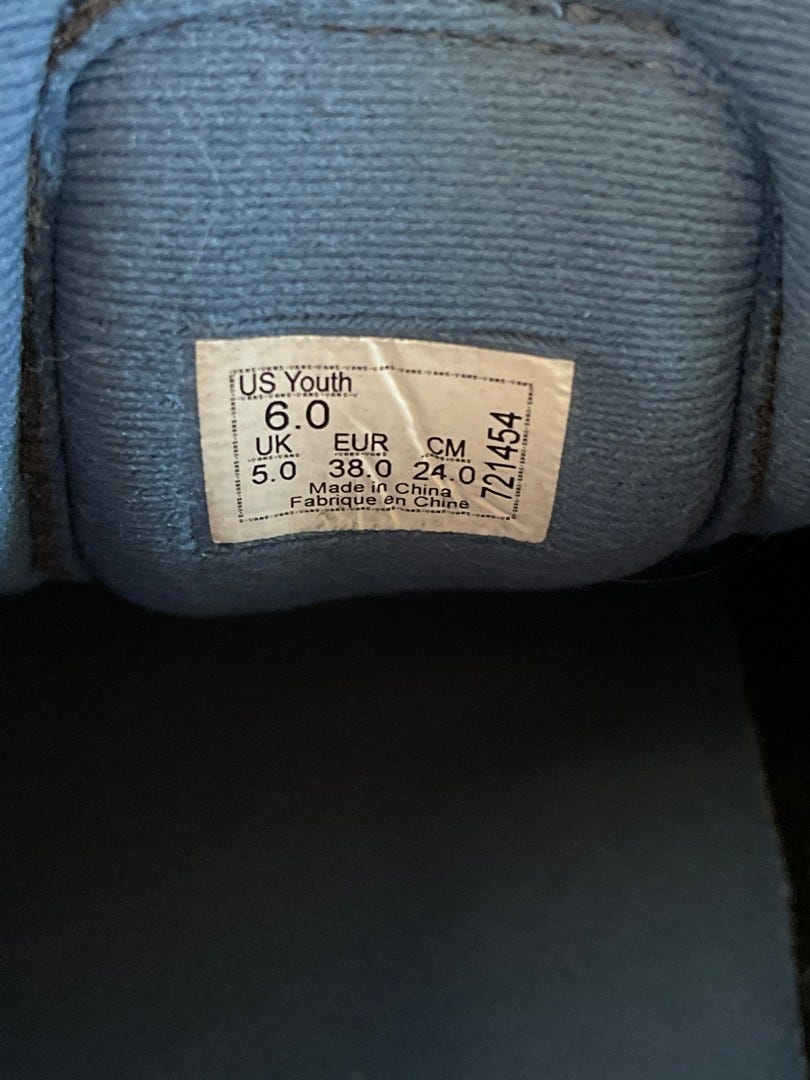 US Youth
6.0
UK EUR CM
5.0 38.0 24.0
Made in China
Fabrique en Chine
721454